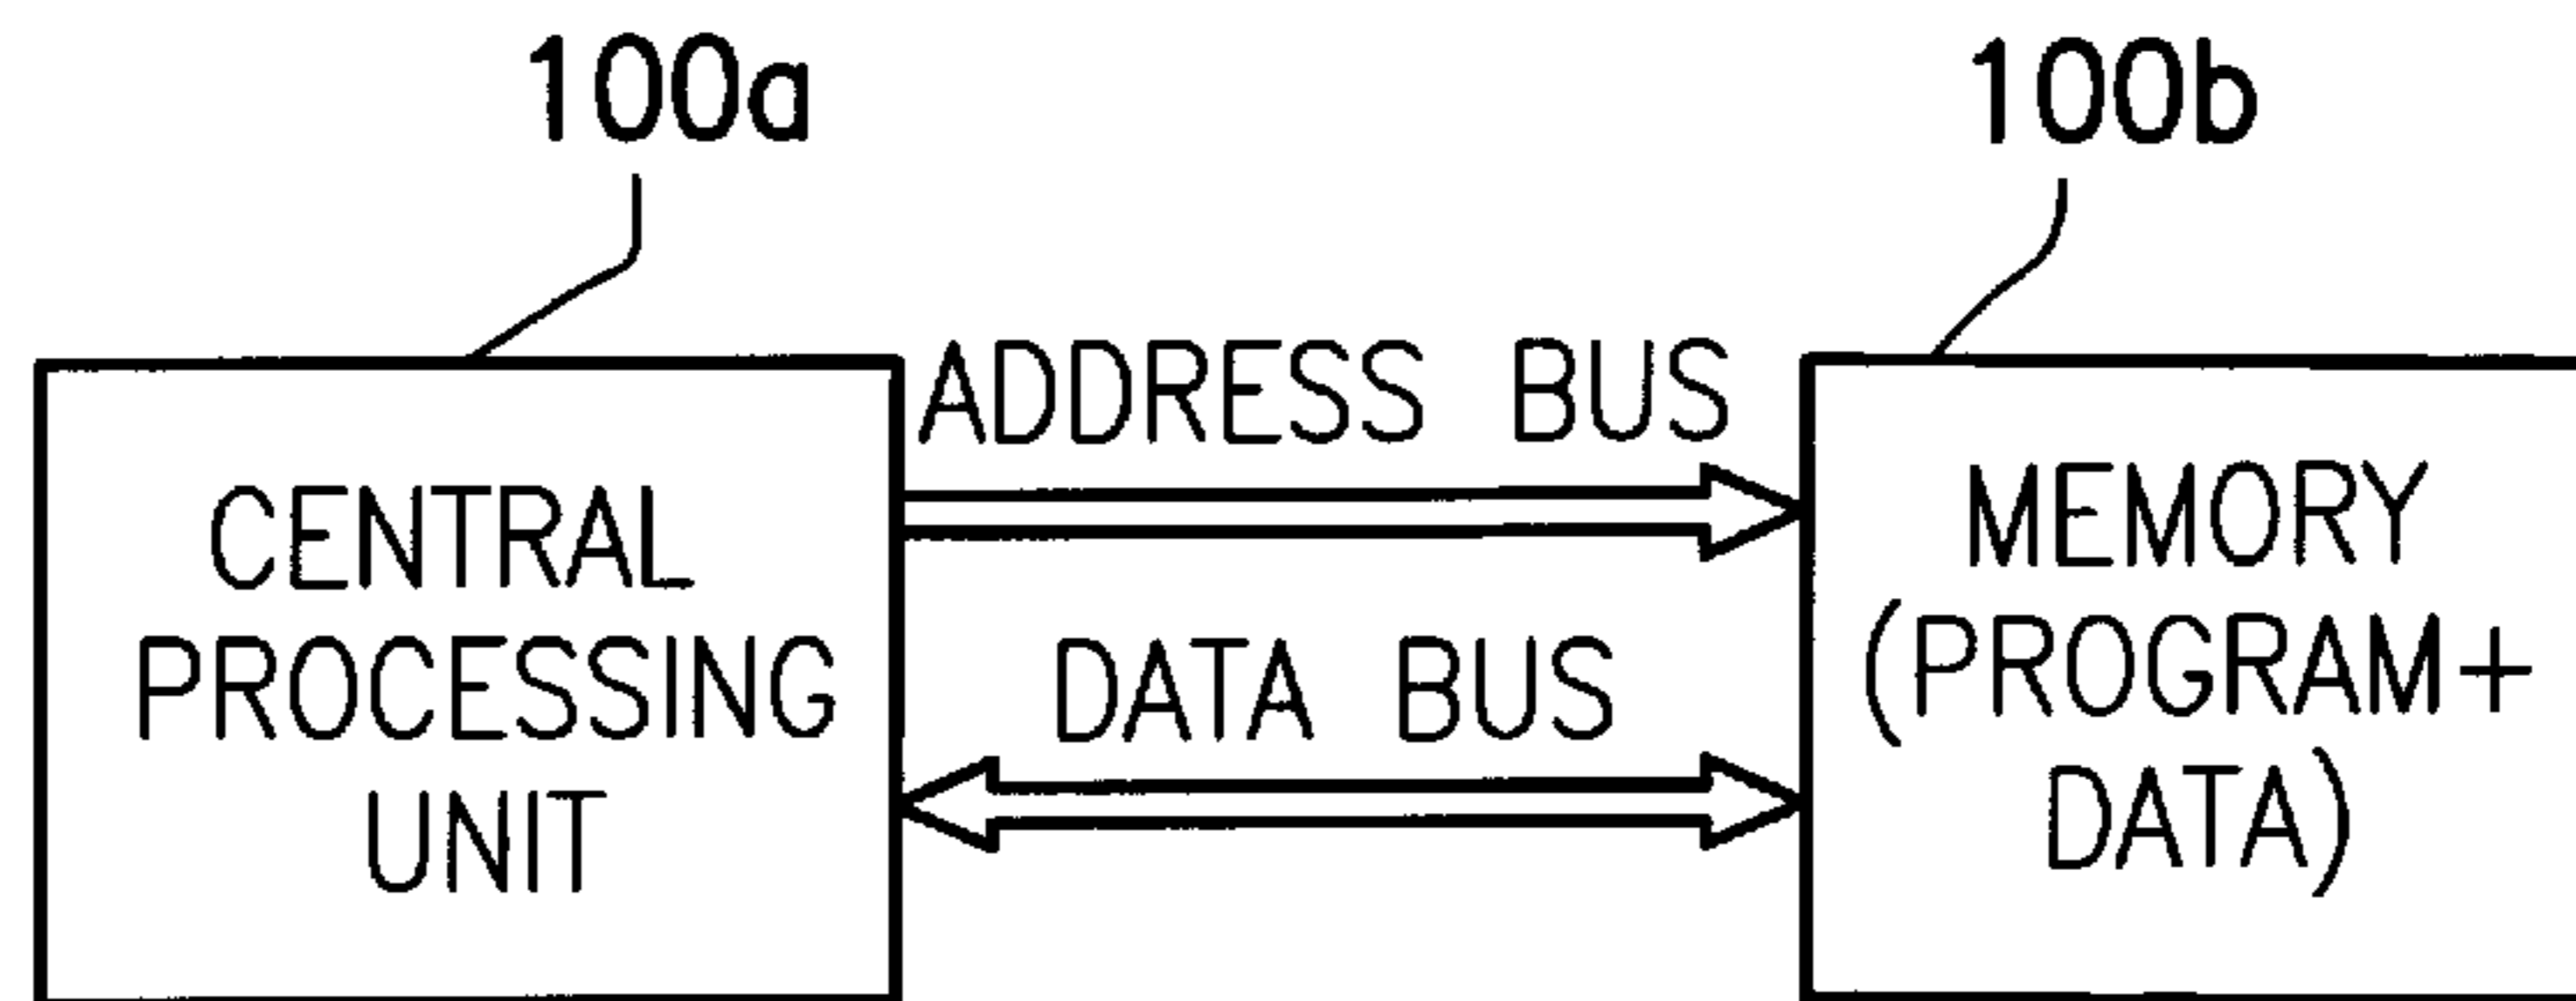 100a
100b
ADDRESS BUS
CENTRAL
PROCESSING
UNIT
DATA BUS
MEMORY
(PROGRAM+
DATA)